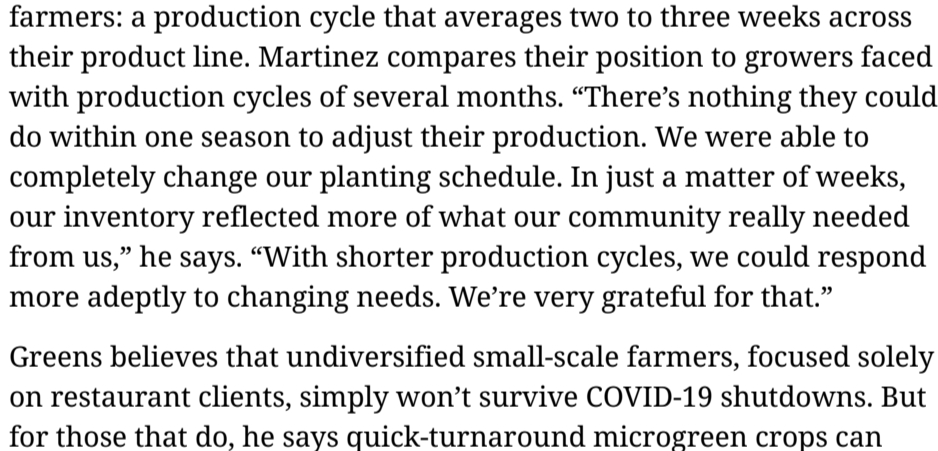 farmers: a production cycle that averages two to three weeks across
their product line. Martinez compares their position to growers faced
with production cycles of several months. “There’s nothing they could
do within one season to adjust their production. We were able to
completely change our planting schedule. In just a matter of weeks,
our inventory reflected more of what our community really needed
from us,” he says. “With shorter production cycles, we could respond
more adeptly to changing needs. We’re very grateful for that.”
Greens believes that undiversified small-scale farmers, focused solely
on restaurant clients, simply won’t survive COVID-19 shutdowns. But
for those that do, he says quick-turnaround microgreen crops can